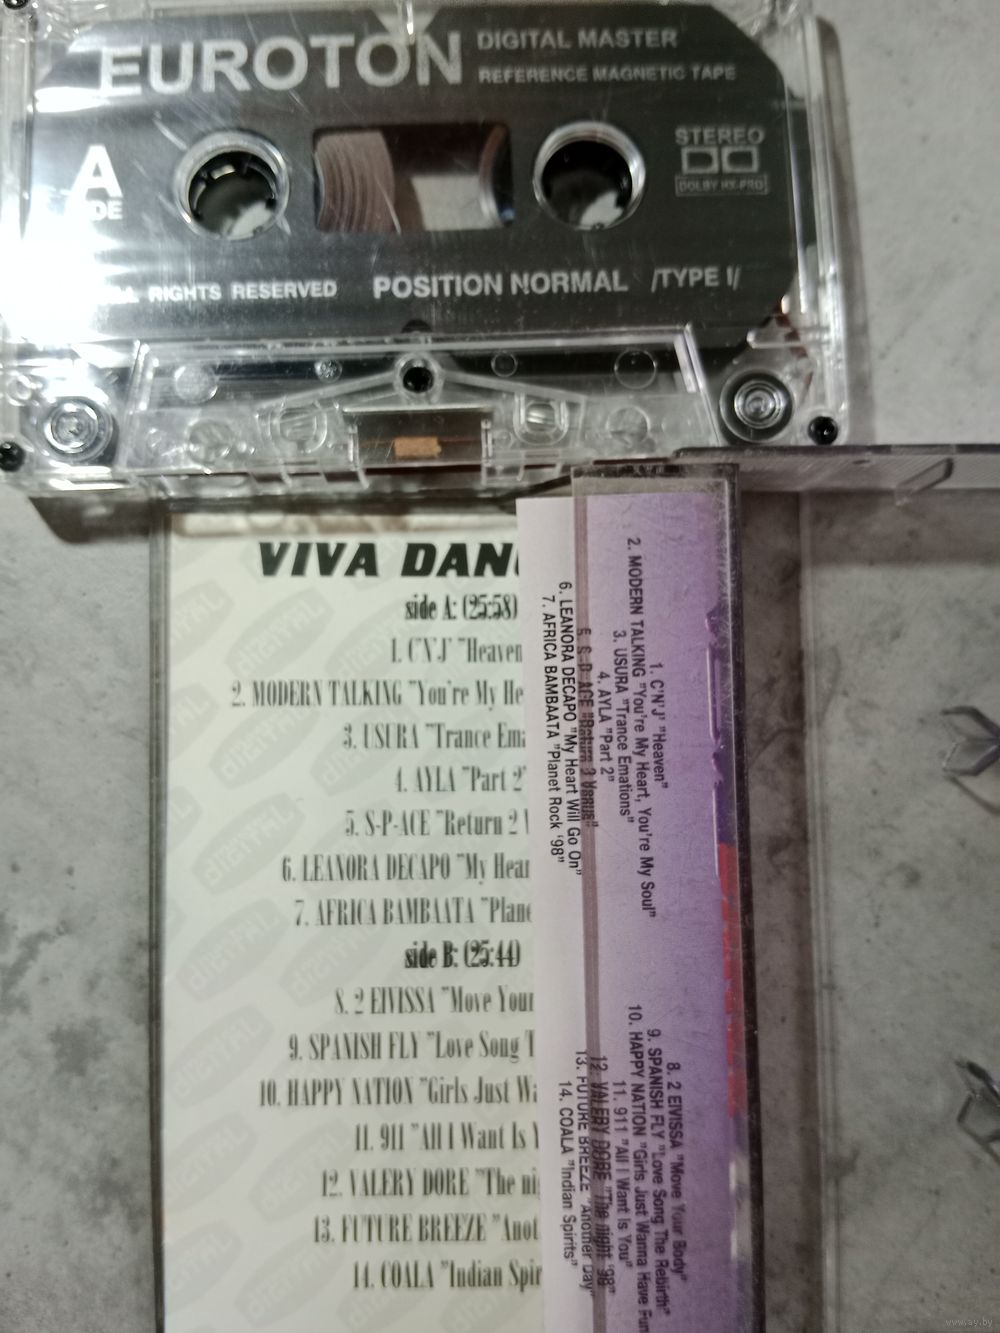 EUROTON
DIGITAL MASTER
REFERENCE MAGNETIC TAPE
STEREO
DOLBY HX-PRO
A
RIGHTS RESERVED
POSITION NORMAL /TYPE I/
VIVA DANC
side A: (25:58)
1. C'N'J' "Heaven
2. MODERN TALKING "You're My He
3. USURA "Trance Ema
4. AYLA "Part 2"
5. S-P-ACE "Return 2 V
6. LEANORA DECAPO "My Hear
7. AFRICA BAMBAATA "Plane
side B: (25:44)
8. 2 EIVISSA "Move Your
9. SPANISH FLY "Love Song T
10. HAPPY NATION "Girls Just Wa
11. 911 "All I Want Is Y
12. VALERY DORE "The ni
13. FUTURE BREEZE "Anot
14. COALA "Indian Spir
1. C'N'J' "Heaven"
2. MODERN TALKING "You're My Heart, You're My Soul"
3. USURA "Trance Emations"
4. AYLA "Part 2"
ACE "Return
6. LEANORA DECAPO "My Heart Will Go On"
7. AFRICA BAMBAATA "Planet Rock '98"
8. 2 EIVISSA "Move Your Body"
9. SPANISH FLY "Love Song The Rebirth"
10. HAPPY NATION "Girls Just Wanna Have Fun
11. 911 "All I Want Is You"
12. VALERY DORE "The night '98"
13. FUTURE BREEZE "Another Day"
14. COALA "Indian Spirits"
www.ay.by